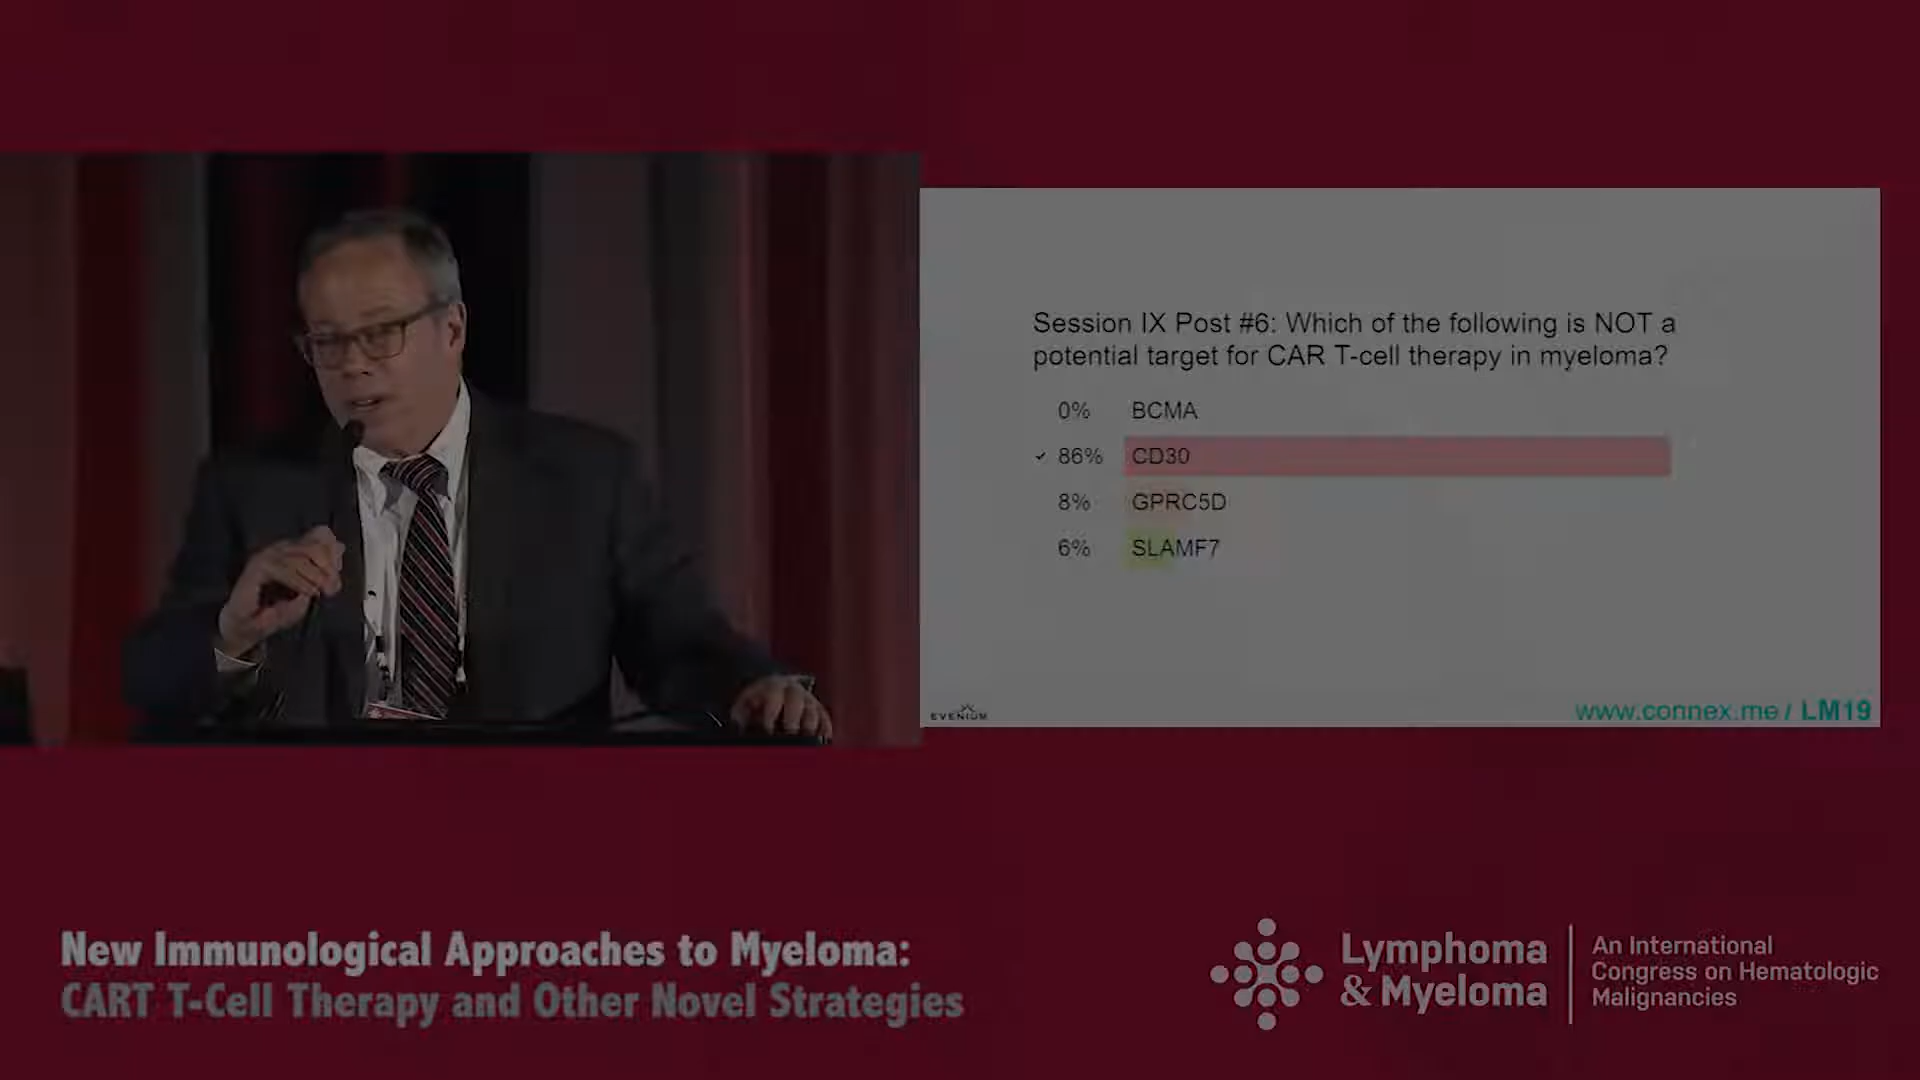 Session IX Post #6: Which of the following is NOT a
potential target for CAR T-cell therapy in myeloma?
0% BCMA
✓ 86% CD30
8% GPRC5D
6% SLAMF7
EVENIUM
www.connex.me / LM19
New Immunological Approaches to Myeloma:
CART T-Cell Therapy and Other Novel Strategies
Lymphoma
& Myeloma
An International
Congress on Hematologic
Malignancies